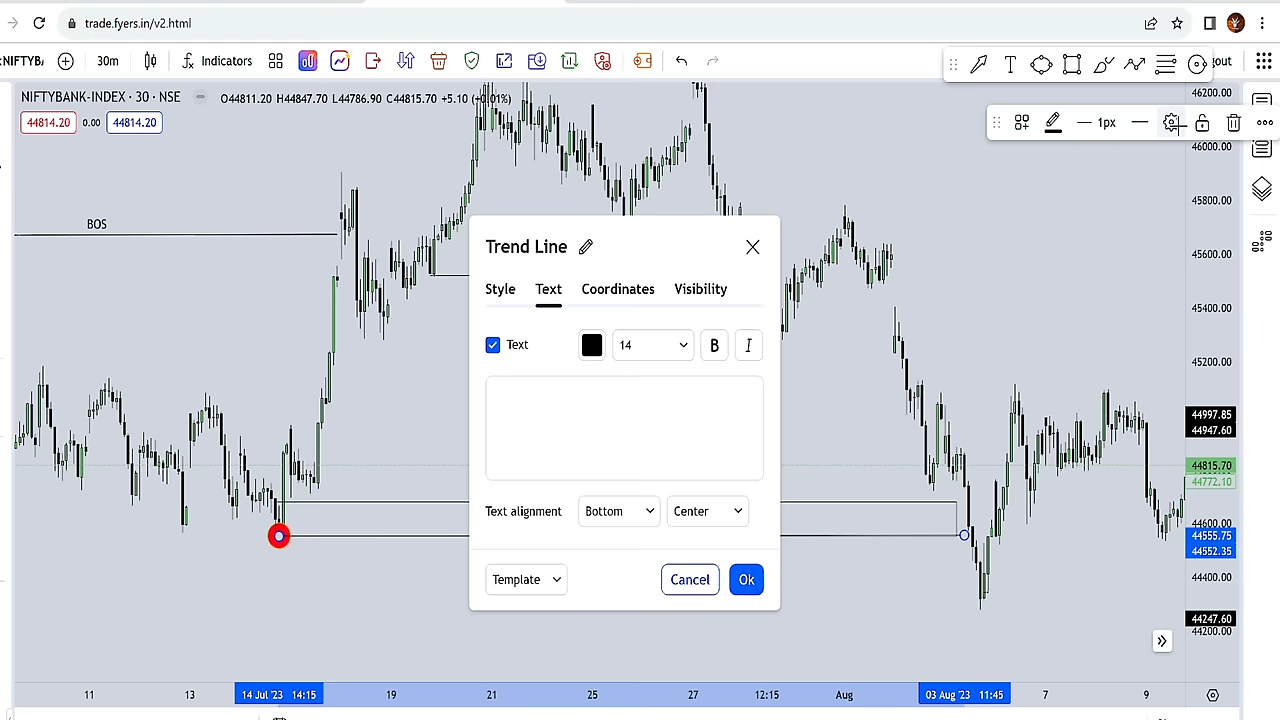 trade.fyers.in/v2.html
:NIFTYBA 30m Indicators
NIFTYBANK-INDEX · 30 · NSE O44811.20 H44847.70 L44786.90 C44815.70 +5.10 (+0.01%)
44814.20 0.00 44814.20
1px
BOS
Trend Line
Style Text Coordinates Visibility
Text 14 B I
Text alignment Bottom Center
Template Cancel Ok
46200.00
46000.00
45800.00
45600.00
45400.00
45200.00
44997.85
44947.60
44815.70
44772.10
44600.00
44555.75
44552.35
44400.00
44247.60
44200.00
11 13 14 Jul '23 14:15 19 21 25 27 12:15 Aug 03 Aug '23 11:45 7 9